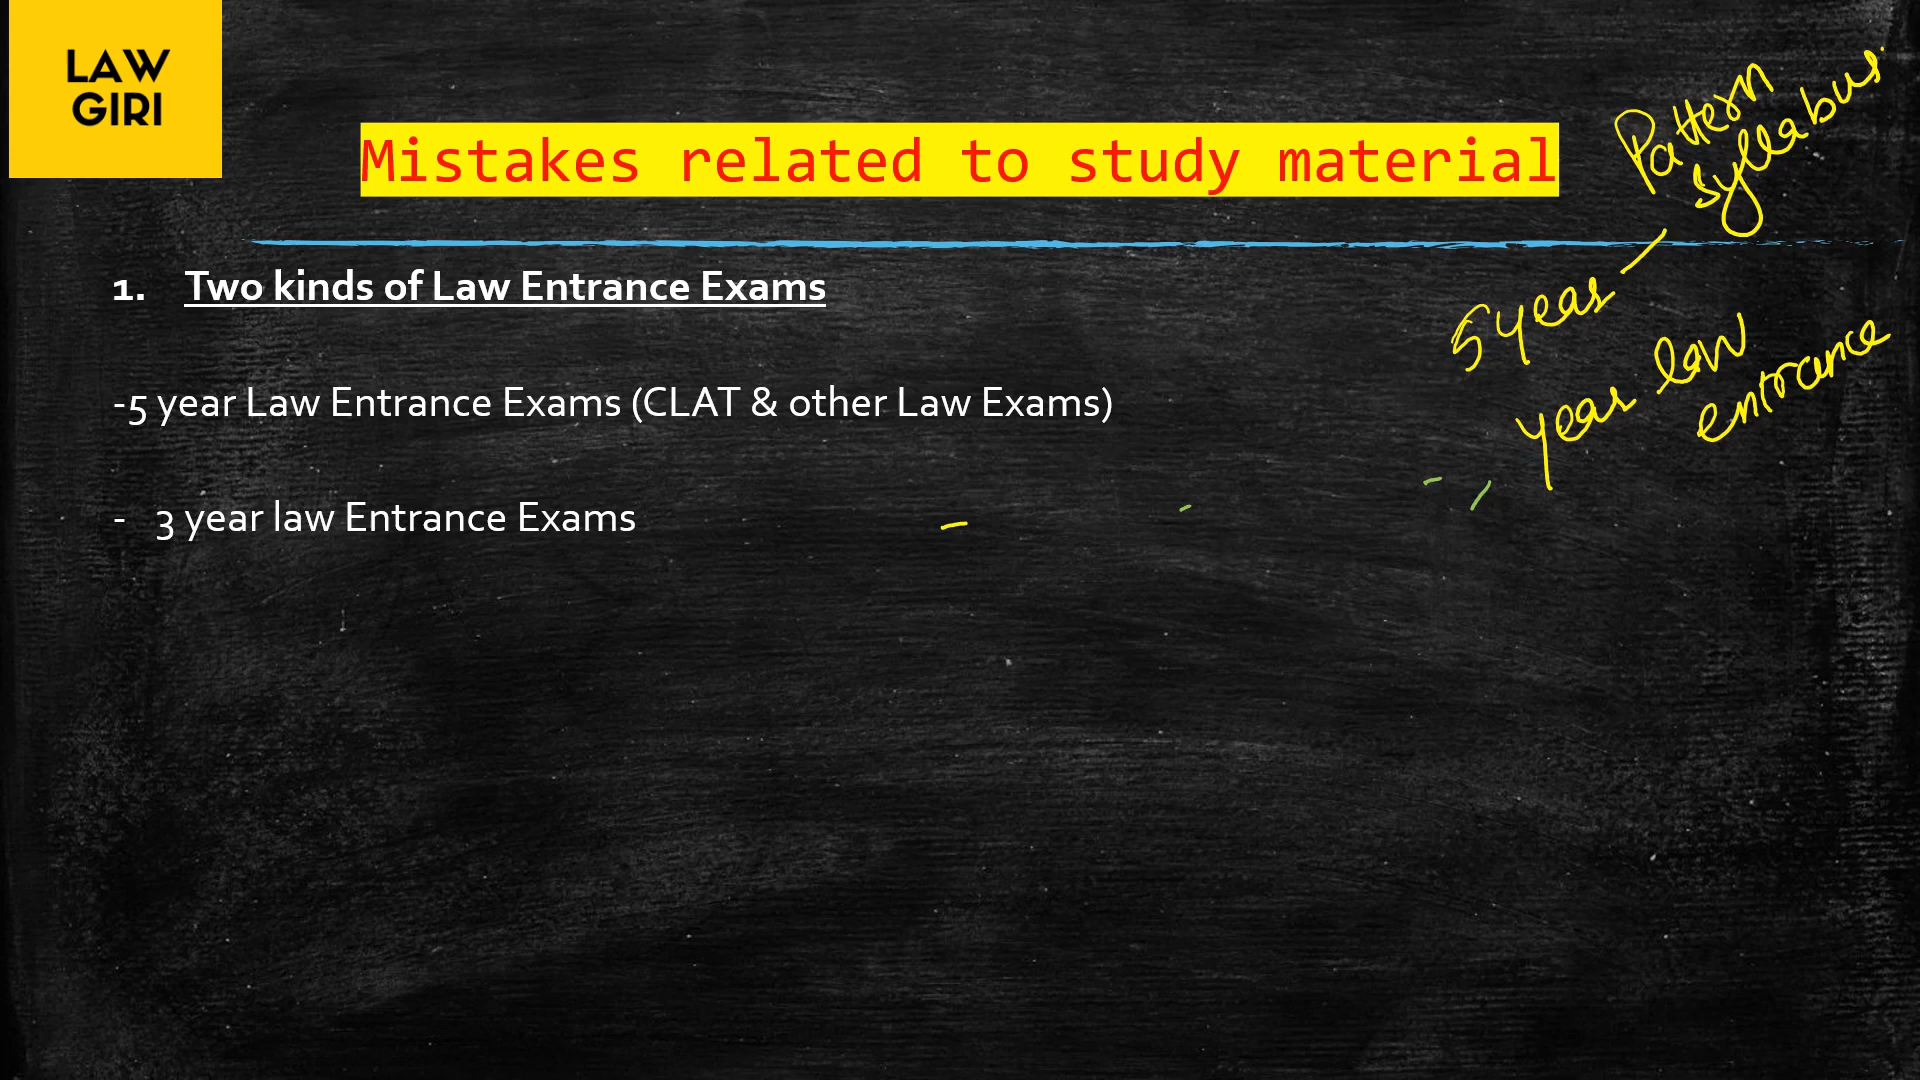 LAW
GIRI
Mistakes related to study material
Pattern
syllabus
1. Two kinds of Law Entrance Exams
5 year
-5 year Law Entrance Exams (CLAT & other Law Exams)
year law
entrance
- 3 year law Entrance Exams